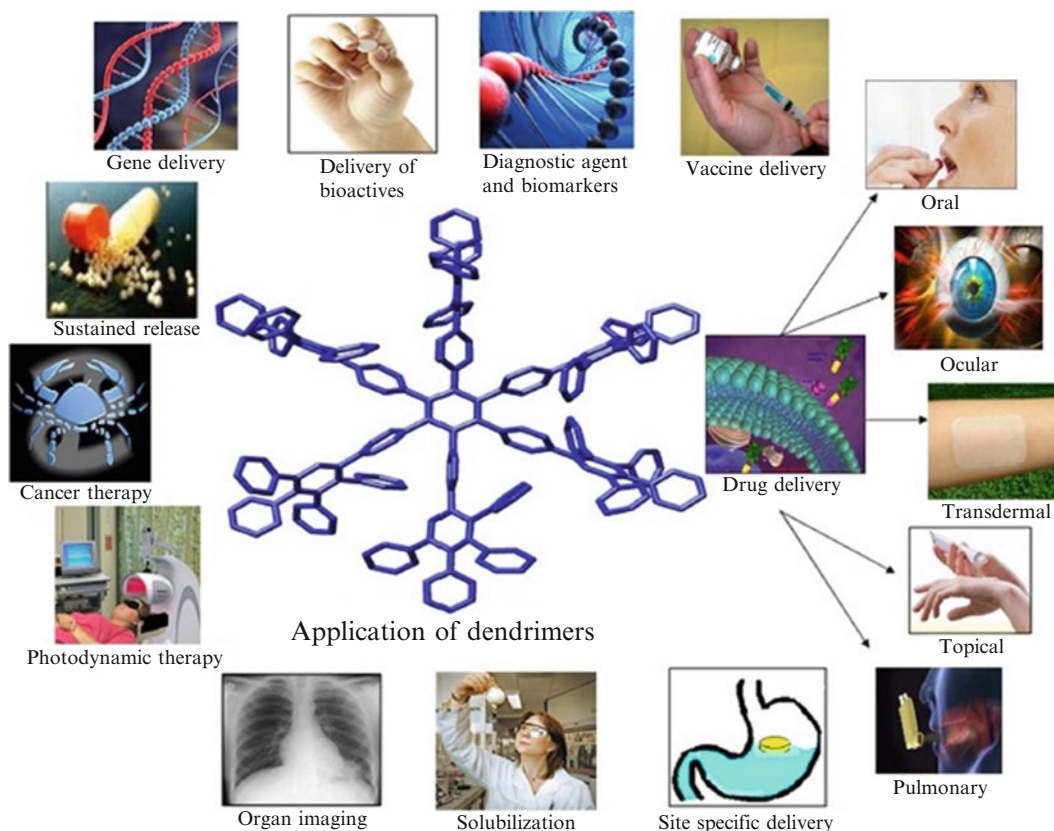 Gene delivery
Delivery of
bioactives
Diagnostic agent
and biomarkers
Vaccine delivery
Oral
Sustained release
Ocular
Cancer therapy
Drug delivery
Transdermal
Application of dendrimers
Photodynamic therapy
Topical
Organ imaging
Solubilization
Site specific delivery
Pulmonary